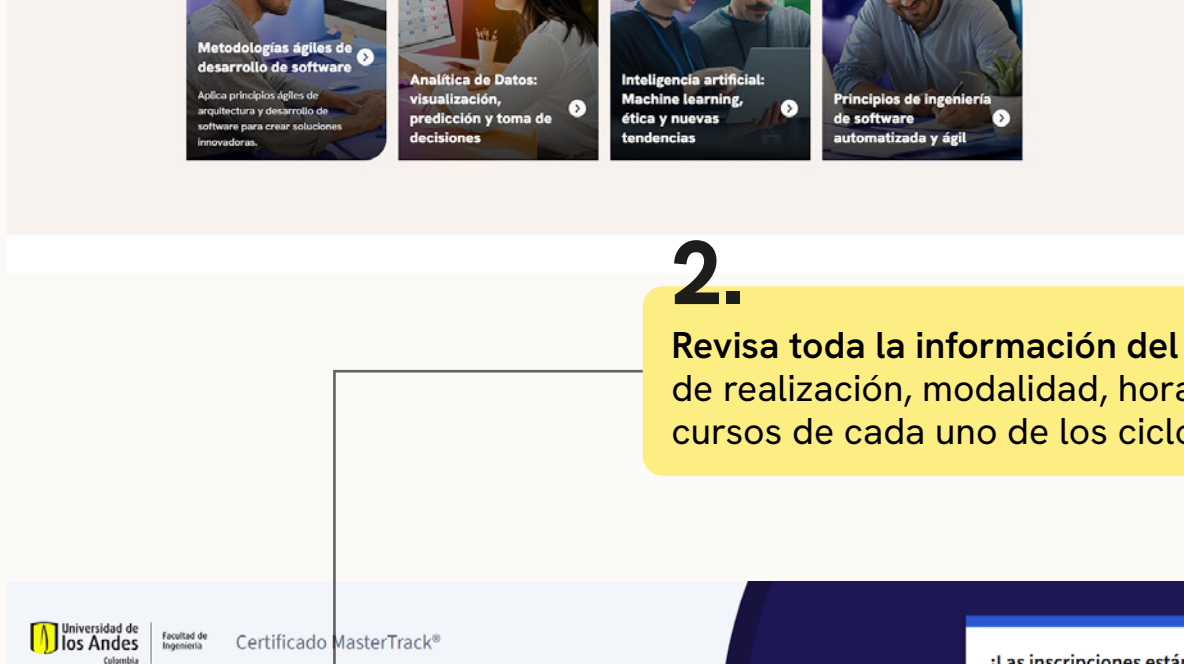 Metodologías ágiles de
desarrollo de software
Aplica principios ágiles de
arquitectura y desarrollo de
software para crear soluciones
innovadoras.
Analítica de Datos:
visualización,
predicción y toma de
decisiones
Inteligencia artificial:
Machine learning,
ética y nuevas
tendencias
Principios de ingeniería
de software
automatizada y ágil
2.
Revisa toda la información del
de realización, modalidad, hora
cursos de cada uno de los ciclo
Universidad de
los Andes
Colombia
Facultad de
Ingeniería
Certificado MasterTrack®
¡Las inscripciones están